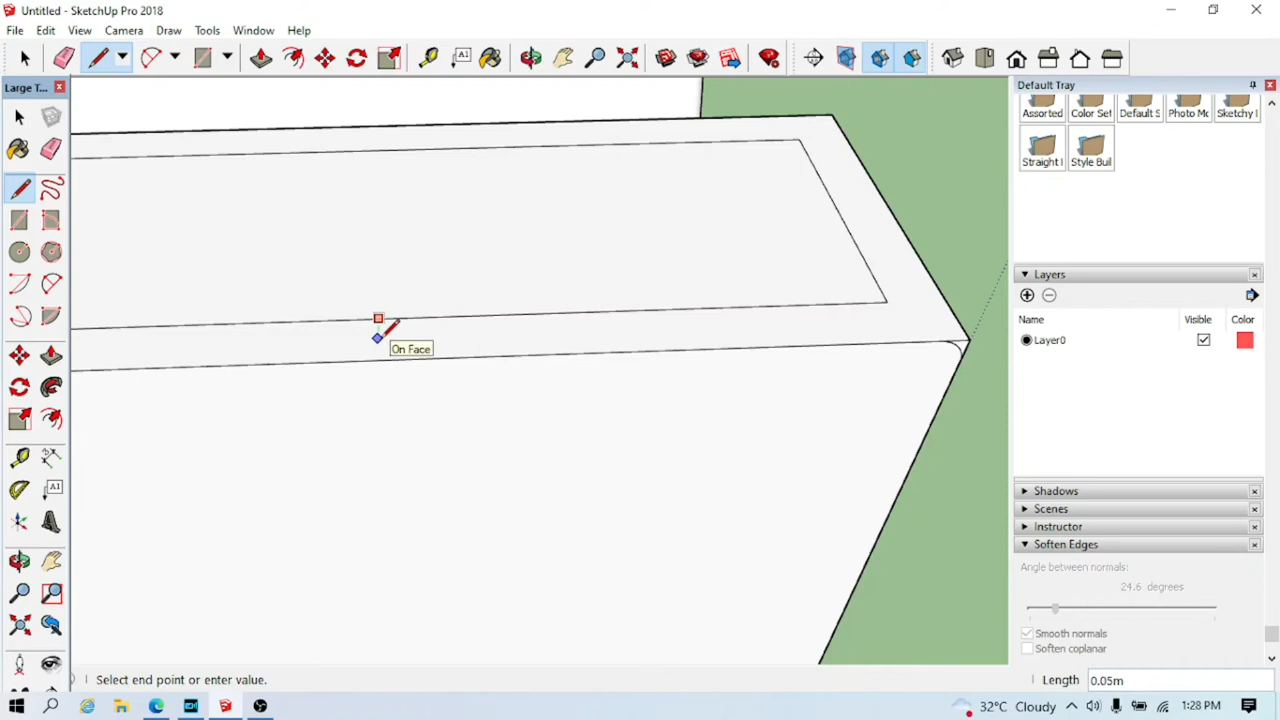 Untitled - SketchUp Pro 2018
File Edit View Camera Draw Tools Window Help
A1
Large T...
Default Tray
Assorted Color Set Default S Photo Mc Sketchy
Straight l Style Buil
Layers
Name Visible Color
Layer0
On Face
A1
Shadows
Scenes
Instructor
Soften Edges
Angle between normals:
24.6 degrees
Smooth normals
Soften coplanar
Select end point or enter value.
Length 0.05m
32°C Cloudy 1:28 PM